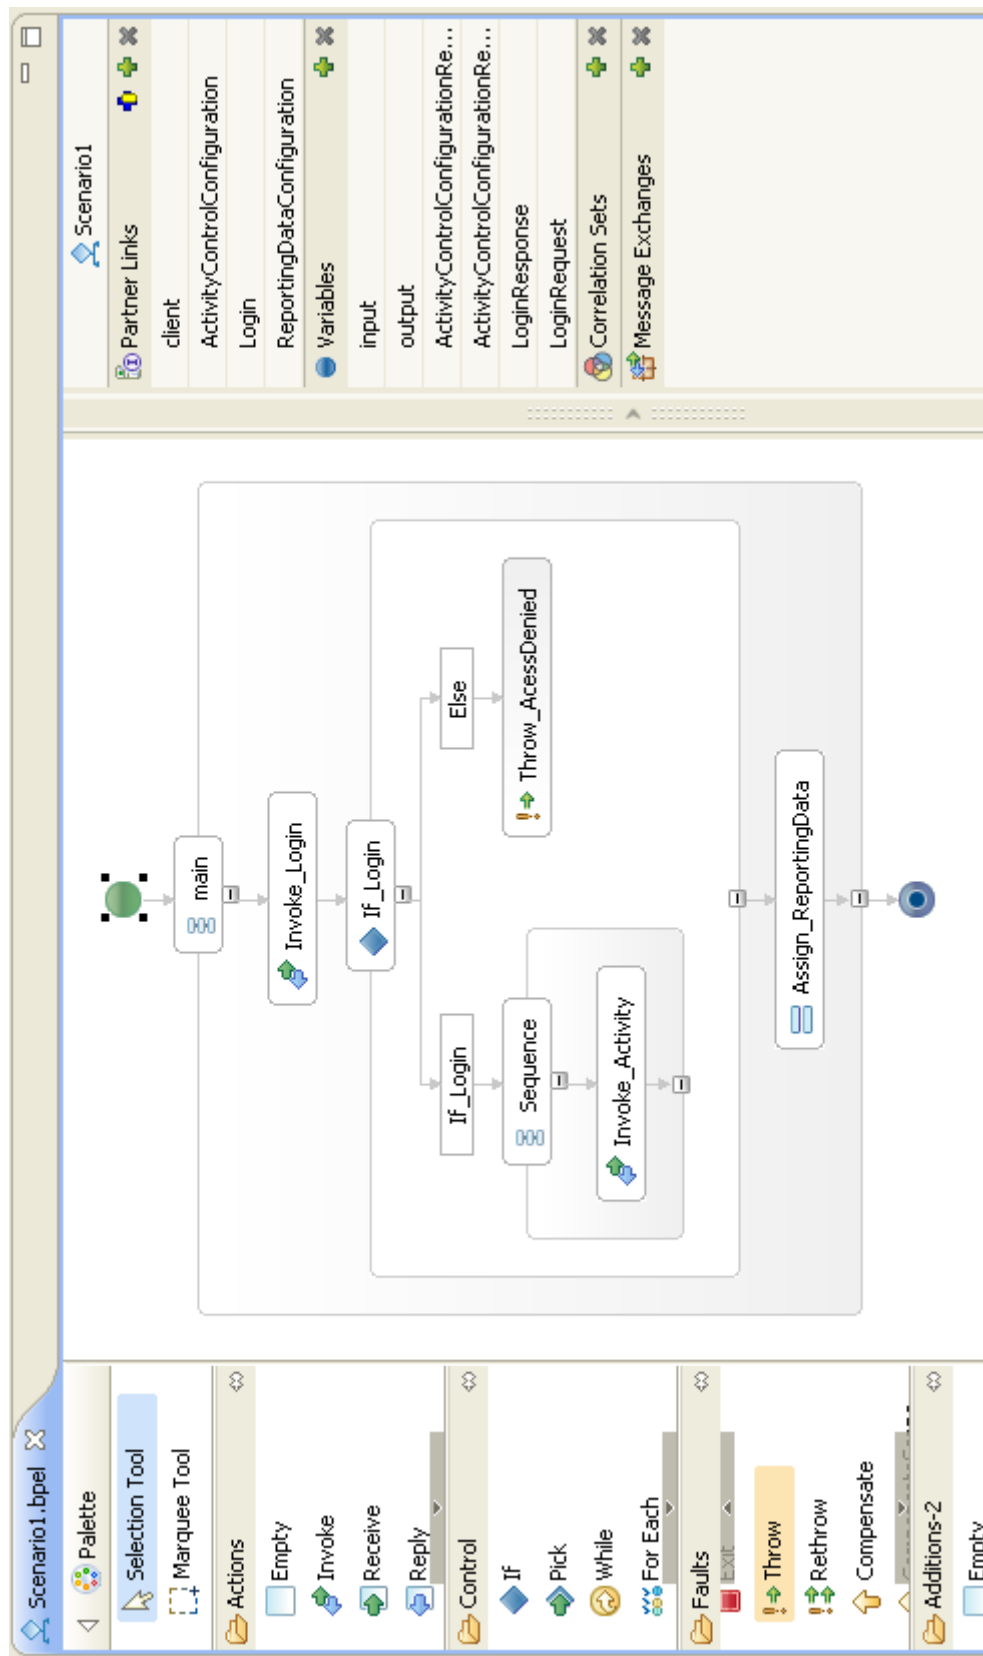 Scenario1.bpel
Palette
Selection Tool
Marquee Tool
Actions
Empty
Invoke
Receive
Reply
Control
If
Pick
While
For Each
Faults
Exit
Throw
Rethrow
Compensate
Additions-2
Empty
main
Invoke_Login
If_Login
If_Login
Else
Sequence
Throw_AcessDenied
Invoke_Activity
Assign_ReportingData
Scenario1
Partner Links
client
ActivityControlConfiguration
Login
ReportingDataConfiguration
Variables
input
output
ActivityControlConfigurationRe...
ActivityControlConfigurationRe...
LoginResponse
LoginRequest
Correlation Sets
Message Exchanges